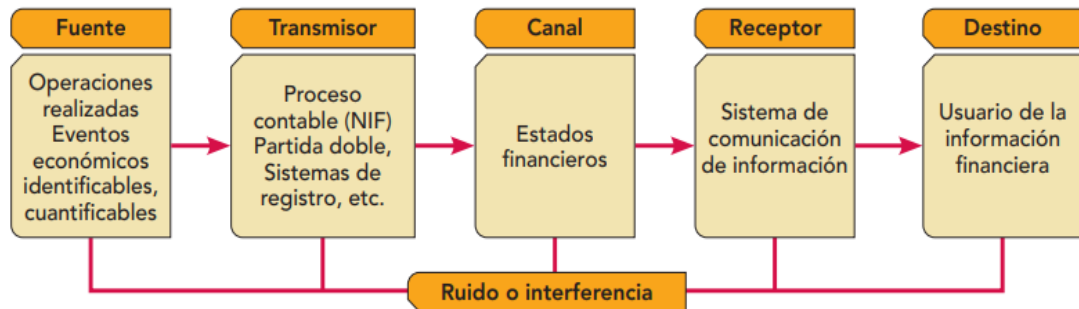 Fuente
Transmisor
Canal
Receptor
Destino
Operaciones
realizadas
Eventos
económicos
identificables,
cuantificables
Proceso
contable (NIF)
Partida doble,
Sistemas de
registro, etc.
Estados
financieros
Sistema de
comunicación
de información
Usuario de la
información
financiera
Ruido o interferencia